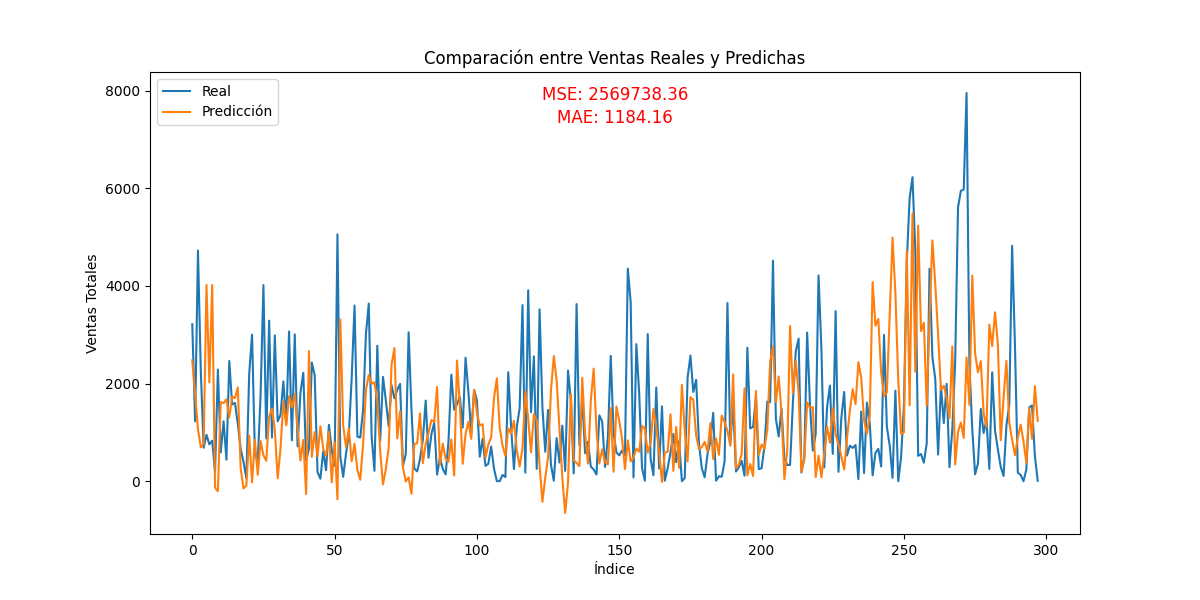 Comparación entre Ventas Reales y Predichas
Real
Predicción
MSE: 2569738.36
MAE: 1184.16
8000
6000
4000
2000
0
Ventas Totales
0 50 100 150 200 250 300
Índice